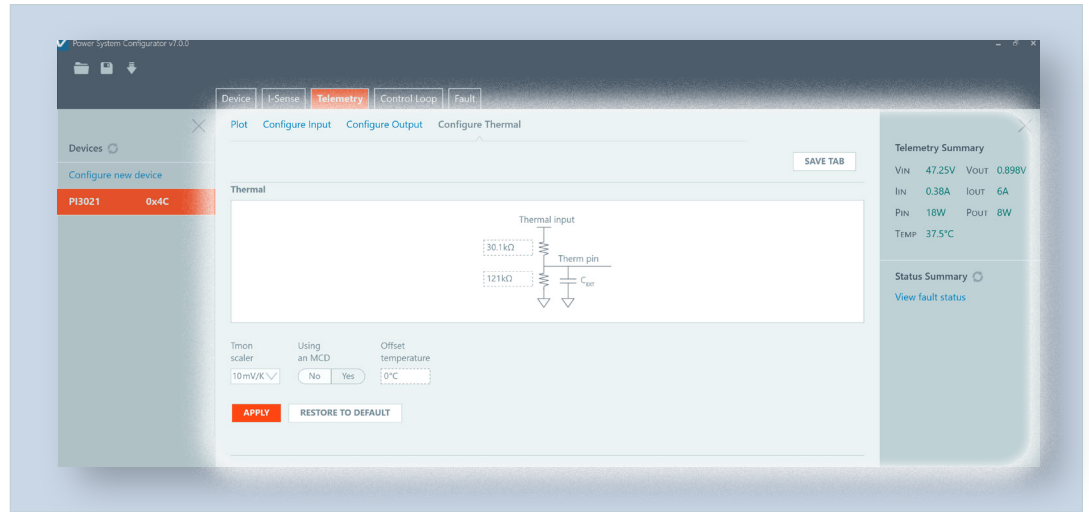 Power System Configurator v7.0.0
Device I-Sense Telemetry Control Loop Fault
Plot Configure Input Configure Output Configure Thermal
Devices
Configure new device
PI3021 0x4C
SAVE TAB
Thermal
Thermal input
30.1kΩ
Therm pin
121kΩ
CEXT
Tmon scaler
Using an MCD
Offset temperature
10mV/K No Yes 0°C
APPLY RESTORE TO DEFAULT
Telemetry Summary
VIN 47.25V VOUT 0.898V
IIN 0.38A IOUT 6A
PIN 18W POUT 8W
TEMP 37.5°C
Status Summary
View fault status